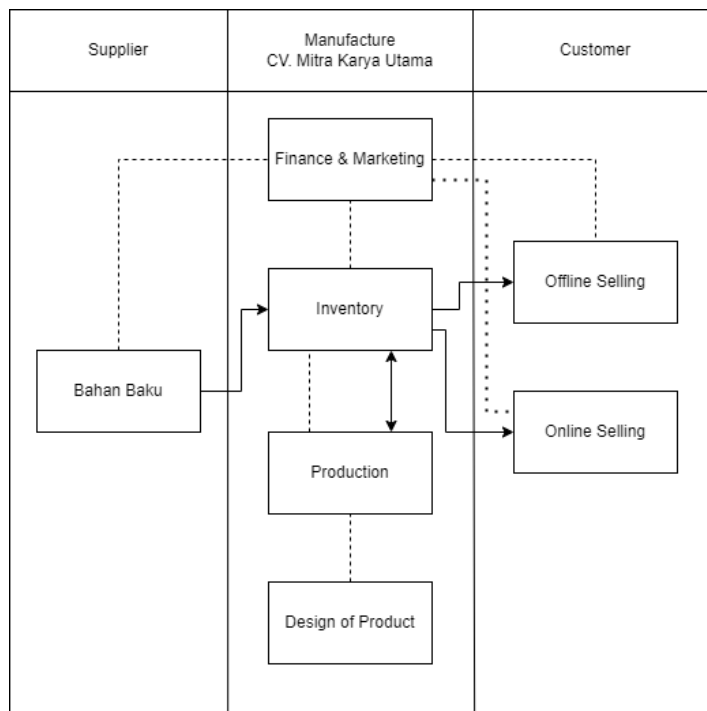 Supplier
Manufacture
CV. Mitra Karya Utama
Customer
Finance & Marketing
Inventory
Offline Selling
Bahan Baku
Online Selling
Production
Design of Product